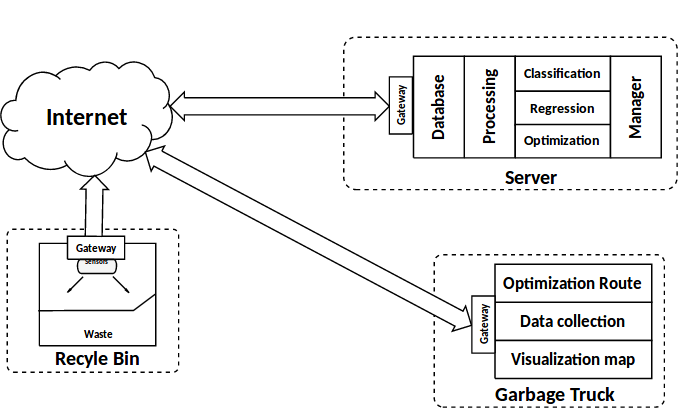 Internet
Gateway
Database
Processing
Classification
Regression
Optimization
Manager
Server
Gateway
Sensors
Waste
Recyle Bin
Gateway
Optimization Route
Data collection
Visualization map
Garbage Truck